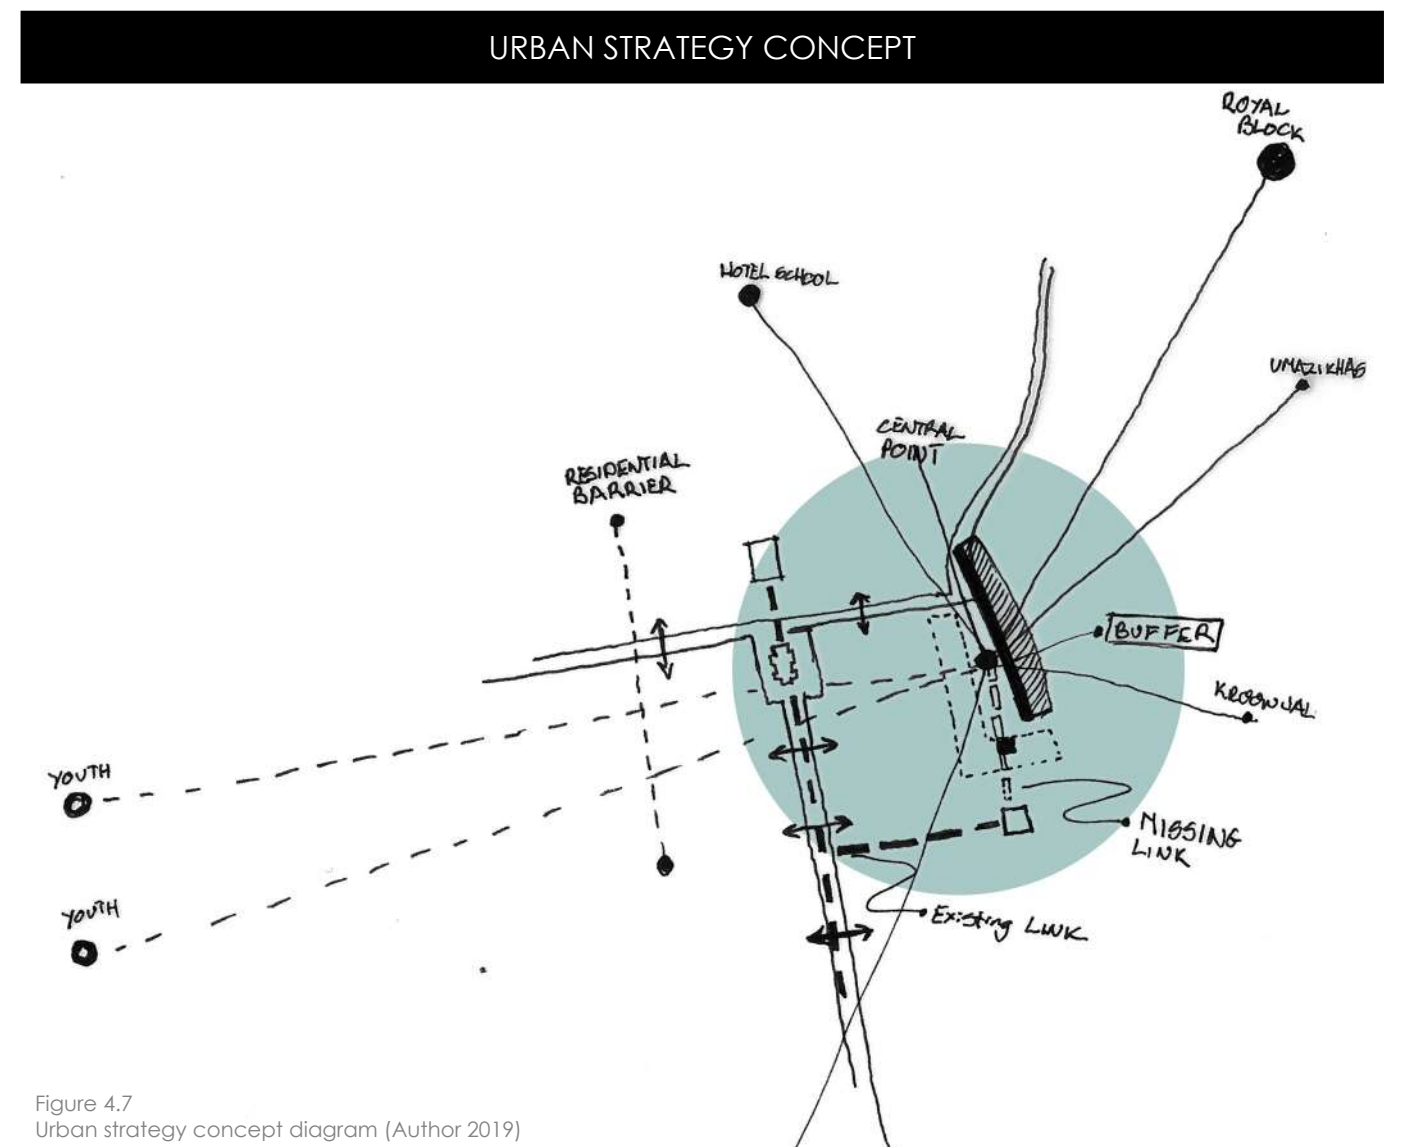 URBAN STRATEGY CONCEPT
ROYAL
BLOCK
HOTEL SCHOOL
UMAZIKHAS
CENTRAL
POINT
RESIDENTIAL
BARRIER
BUFFER
YOUTH
MISSING
LINK
YOUTH
Existing LINK
Figure 4.7
Urban strategy concept diagram (Author 2019)